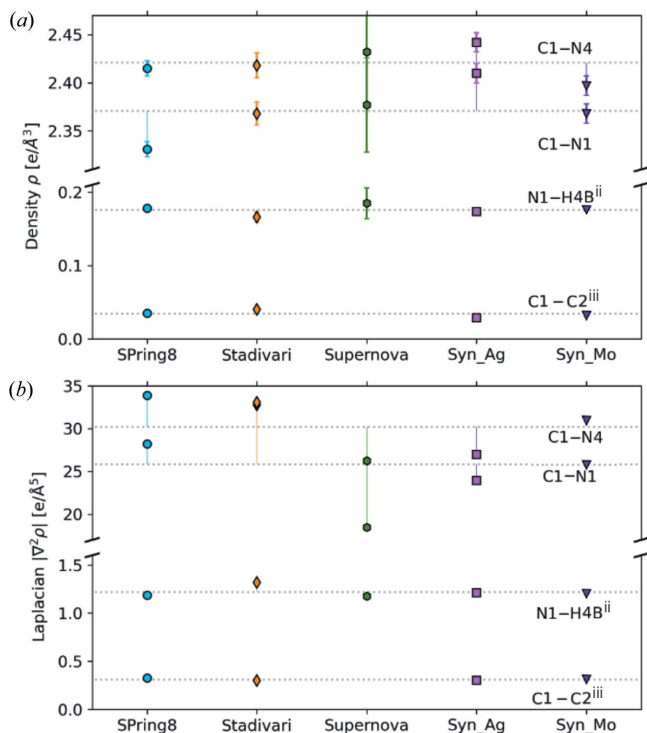 (a)
2.45
C1−N4
2.40
2.35
C1−N1
Density ρ [e/Å³]
0.2
N1−H4Bⁱⁱ
0.1
C1−C2ⁱⁱⁱ
0.0
SPring8 Stadivari Supernova Syn_Ag Syn_Mo
(b)
35
30
C1−N4
25
C1−N1
20
Laplacian |∇²ρ| [e/Å⁵]
1.5
1.0
N1−H4Bⁱⁱ
0.5
C1−C2ⁱⁱⁱ
0.0
SPring8 Stadivari Supernova Syn_Ag Syn_Mo